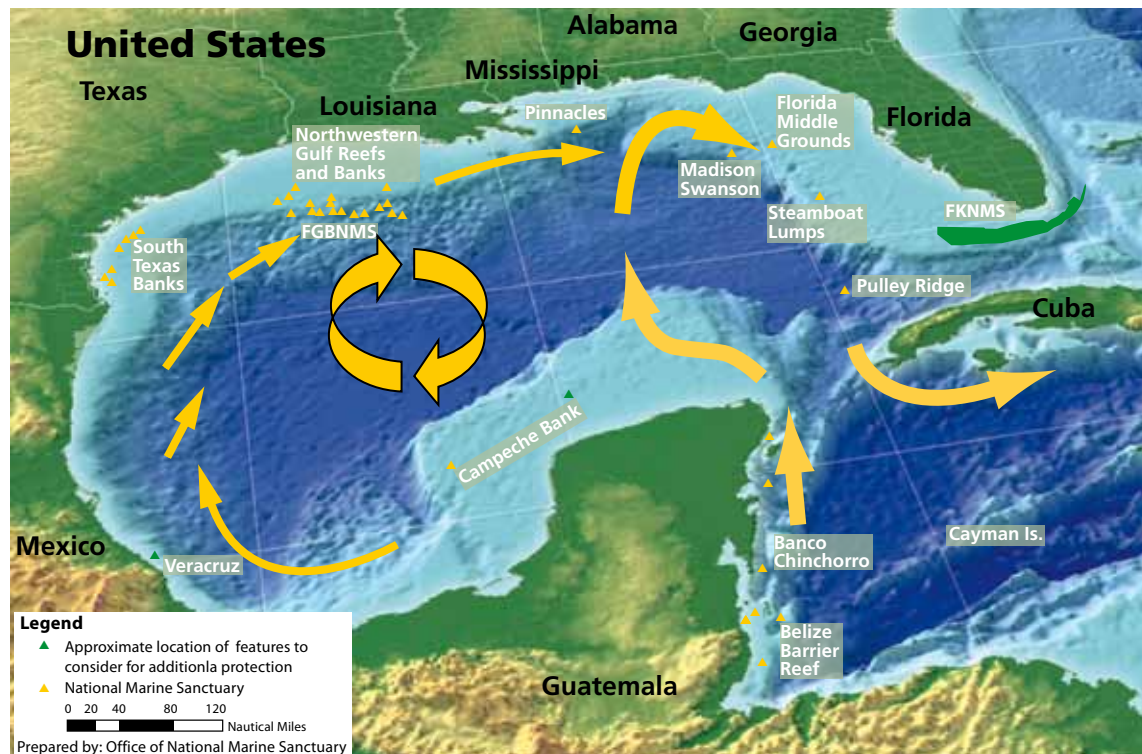 United States
Alabama
Georgia
Mississippi
Texas
Louisiana
Florida
Pinnacles
Florida
Middle
Grounds
Northwestern
Gulf Reefs
and Banks
Madison
Swanson
Steamboat
Lumps
FKNMS
FGBNMS
South
Texas
Banks
Pulley Ridge
Cuba
Campeche Bank
Mexico
Veracruz
Banco
Chinchorro
Cayman Is.
Belize
Barrier
Reef
Guatemala
Legend
Approximate location of features to
consider for additionla protection
National Marine Sanctuary
0 20 40 80 120
Nautical Miles
Prepared by: Office of National Marine Sanctuary